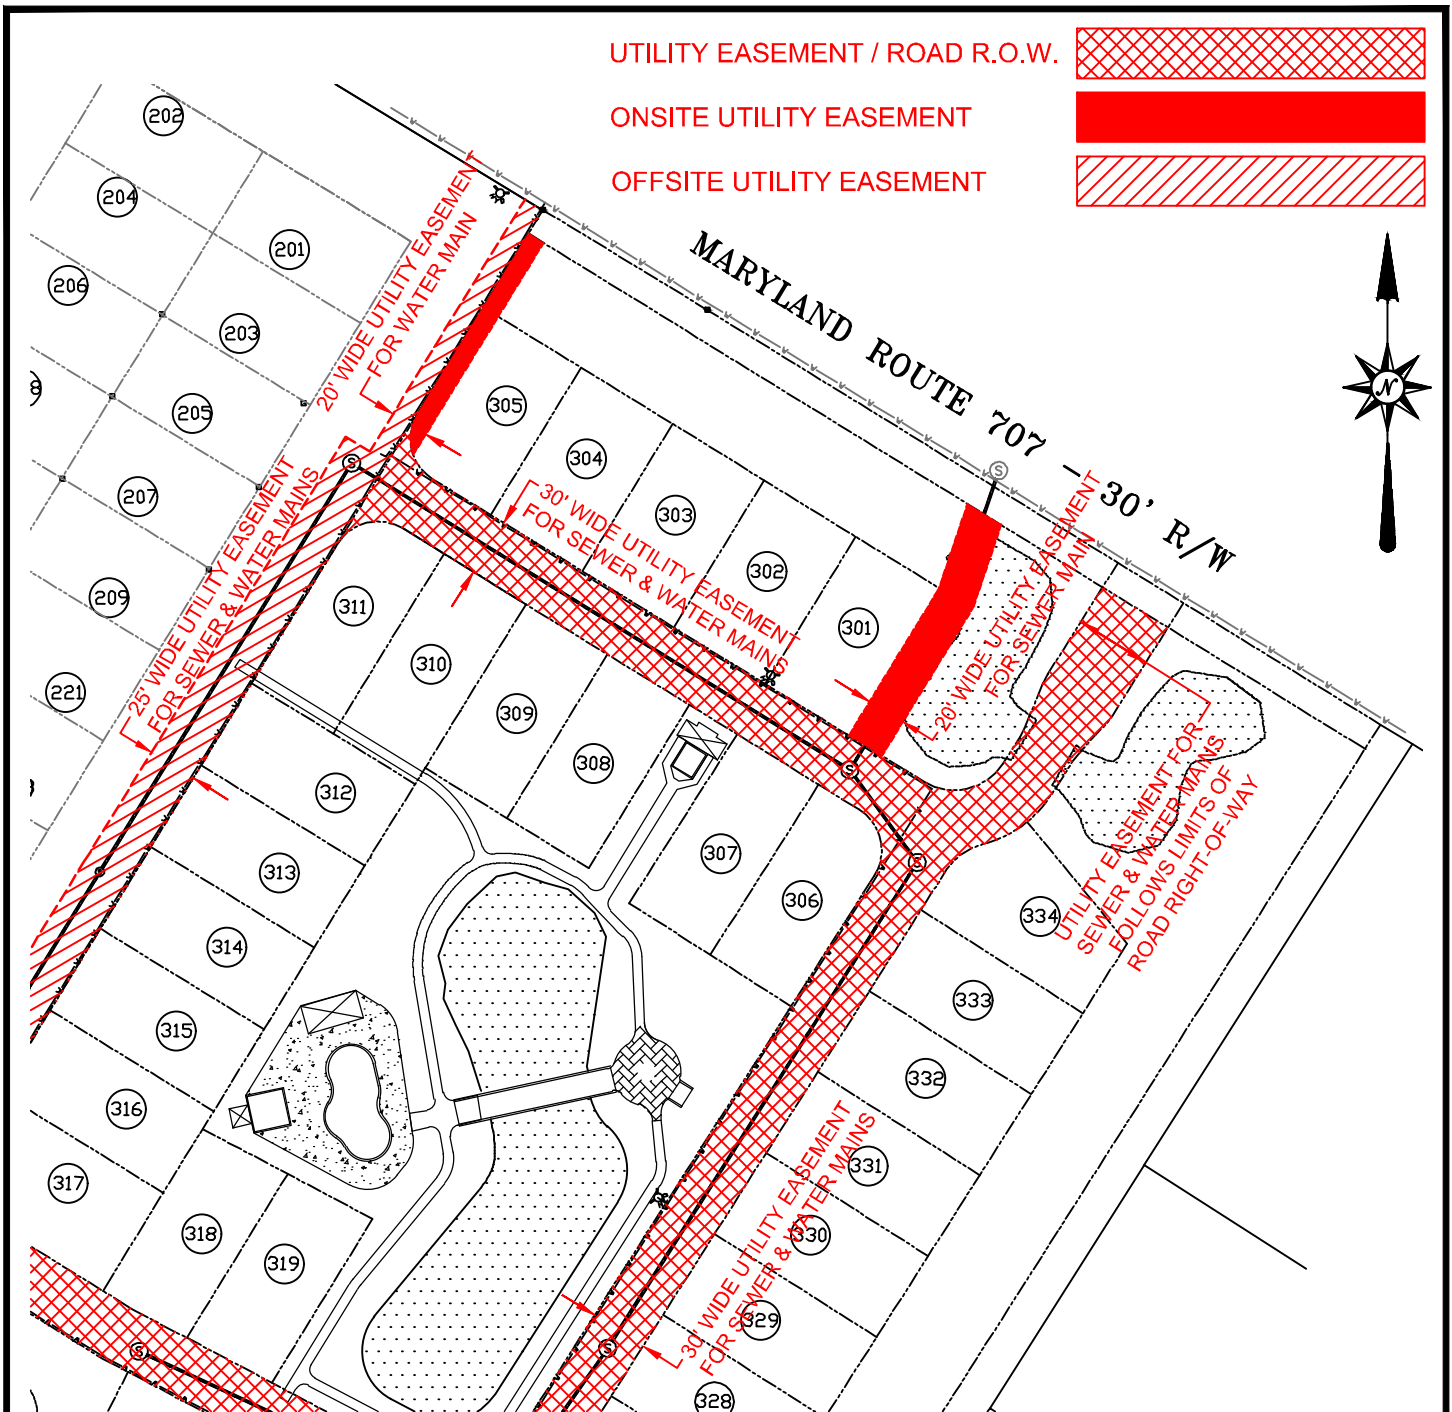 UTILITY EASEMENT / ROAD R.O.W.
ONSITE UTILITY EASEMENT
OFFSITE UTILITY EASEMENT
MARYLAND ROUTE 707 - 30' R/W
N
20' WIDE UTILITY EASEMENT
FOR WATER MAIN
25' WIDE UTILITY EASEMENT
FOR SEWER & WATER MAINS
30' WIDE UTILITY EASEMENT
FOR SEWER & WATER MAINS
20' WIDE UTILITY EASEMENT
FOR SEWER MAIN
UTILITY EASEMENT FOR
SEWER & WATER MAINS
FOLLOWS LIMITS OF
ROAD RIGHT-OF-WAY
30' WIDE UTILITY EASEMENT
FOR SEWER & WATER MAINS
202
204
201
206
203
205
207
209
221
305
304
303
302
301
311
310
309
308
307
306
312
313
314
315
316
317
318
319
334
333
332
331
330
329
328
S
S
S
S
S
S